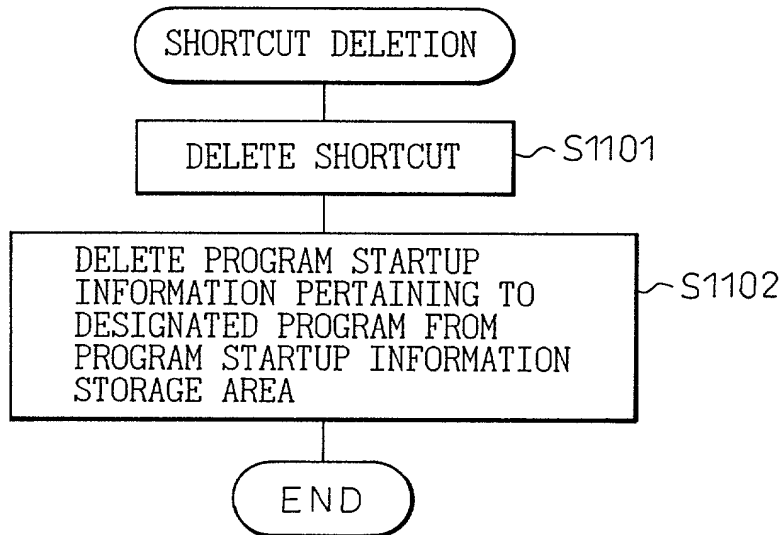 SHORTCUT DELETION
DELETE SHORTCUT
S1101
DELETE PROGRAM STARTUP
INFORMATION PERTAINING TO
DESIGNATED PROGRAM FROM
PROGRAM STARTUP INFORMATION
STORAGE AREA
S1102
END